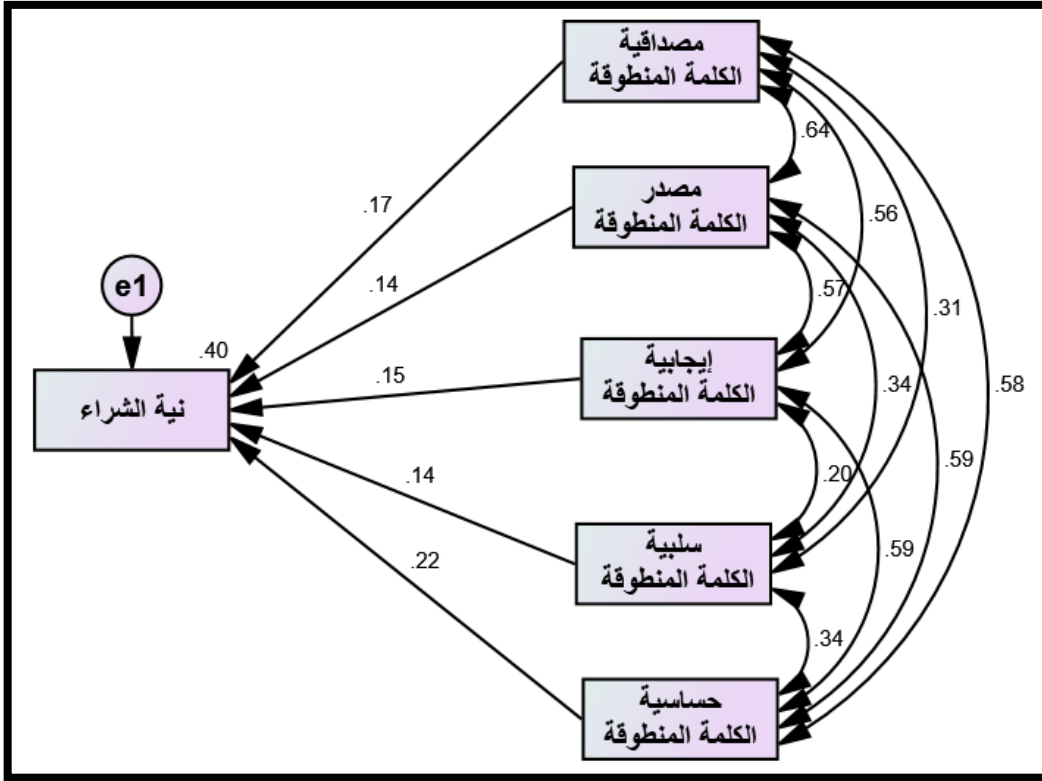 مصداقية
الكلمة المنطوقة
.64
مصدر
الكلمة المنطوقة
.17
.56
.14
.57
e1
.31
.40
إيجابية
الكلمة المنطوقة
.15
.34
.58
نية الشراء
.59
.14
.20
سلبية
الكلمة المنطوقة
.59
.22
.34
حساسية
الكلمة المنطوقة